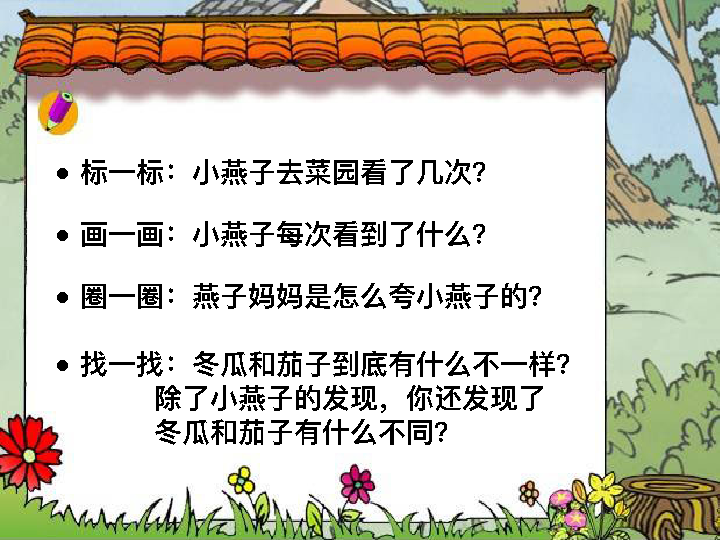 • 标一标：小燕子去菜园看了几次？
• 画一画：小燕子每次看到了什么？
• 圈一圈：燕子妈妈是怎么夸小燕子的？
• 找一找：冬瓜和茄子到底有什么不一样？
除了小燕子的发现，你还发现了
冬瓜和茄子有什么不同？